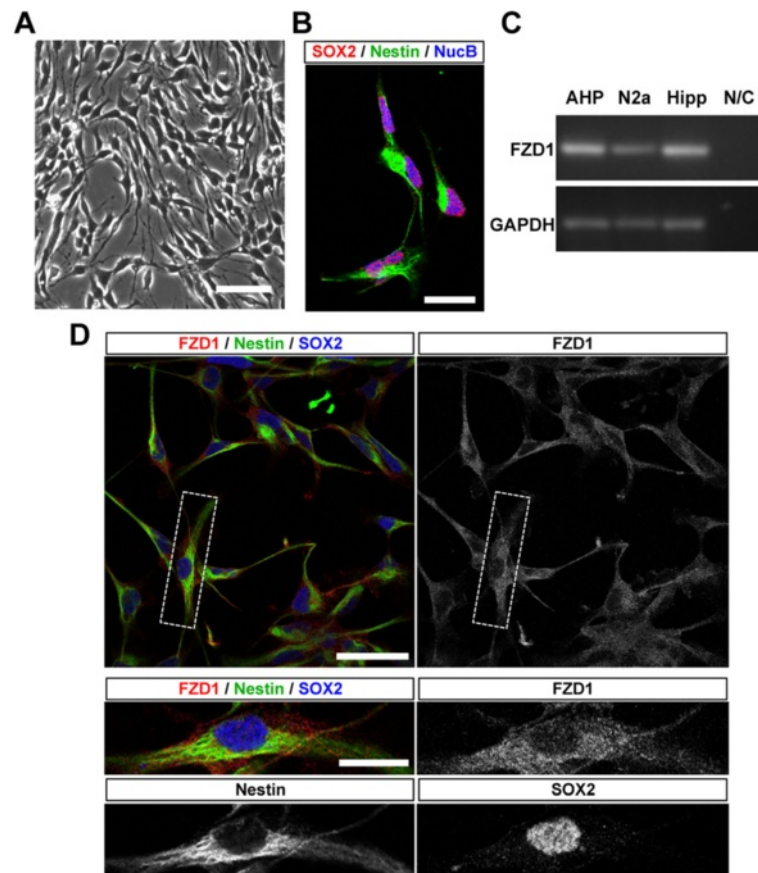 A
B
SOX2 / Nestin / NucB
C
AHP N2a Hipp N/C
FZD1
GAPDH
D
FZD1 / Nestin / SOX2
FZD1
FZD1 / Nestin / SOX2
FZD1
Nestin
SOX2